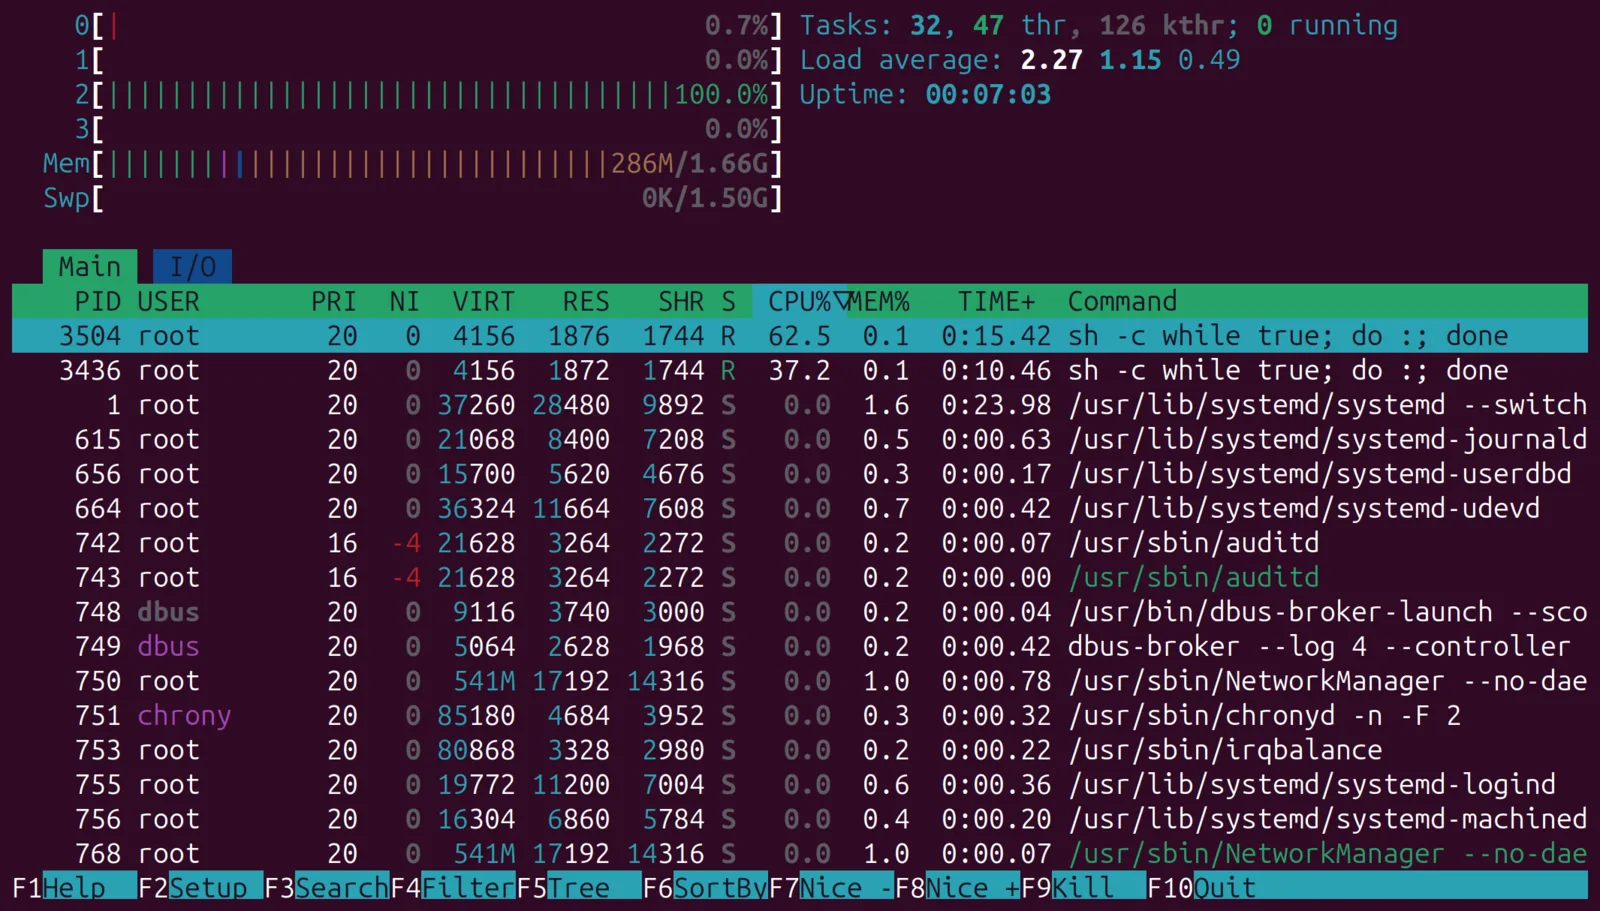 0[| 0.7%] Tasks: 32, 47 thr, 126 kthr; 0 running
1[ 0.0%] Load average: 2.27 1.15 0.49
2[||||||||||||||||||||||||||||||||||||100.0%] Uptime: 00:07:03
3[ 0.0%]
Mem[||||||||||||||||||||||||||||||||286M/1.66G]
Swp[ 0K/1.50G]
Main I/O
PID USER PRI NI VIRT RES SHR S CPU%▽MEM% TIME+ Command
3504 root 20 0 4156 1876 1744 R 62.5 0.1 0:15.42 sh -c while true; do :; done
3436 root 20 0 4156 1872 1744 R 37.2 0.1 0:10.46 sh -c while true; do :; done
1 root 20 0 37260 28480 9892 S 0.0 1.6 0:23.98 /usr/lib/systemd/systemd --switch
615 root 20 0 21068 8400 7208 S 0.0 0.5 0:00.63 /usr/lib/systemd/systemd-journald
656 root 20 0 15700 5620 4676 S 0.0 0.3 0:00.17 /usr/lib/systemd/systemd-userdbd
664 root 20 0 36324 11664 7608 S 0.0 0.7 0:00.42 /usr/lib/systemd/systemd-udevd
742 root 16 -4 21628 3264 2272 S 0.0 0.2 0:00.07 /usr/sbin/auditd
743 root 16 -4 21628 3264 2272 S 0.0 0.2 0:00.00 /usr/sbin/auditd
748 dbus 20 0 9116 3740 3000 S 0.0 0.2 0:00.04 /usr/bin/dbus-broker-launch --sco
749 dbus 20 0 5064 2628 1968 S 0.0 0.2 0:00.42 dbus-broker --log 4 --controller
750 root 20 0 541M 17192 14316 S 0.0 1.0 0:00.78 /usr/sbin/NetworkManager --no-dae
751 chrony 20 0 85180 4684 3952 S 0.0 0.3 0:00.32 /usr/sbin/chronyd -n -F 2
753 root 20 0 80868 3328 2980 S 0.0 0.2 0:00.22 /usr/sbin/irqbalance
755 root 20 0 19772 11200 7004 S 0.0 0.6 0:00.36 /usr/lib/systemd/systemd-logind
756 root 20 0 16304 6860 5784 S 0.0 0.4 0:00.20 /usr/lib/systemd/systemd-machined
768 root 20 0 541M 17192 14316 S 0.0 1.0 0:00.07 /usr/sbin/NetworkManager --no-dae
F1Help F2Setup F3SearchF4FilterF5Tree F6SortByF7Nice -F8Nice +F9Kill F10Quit